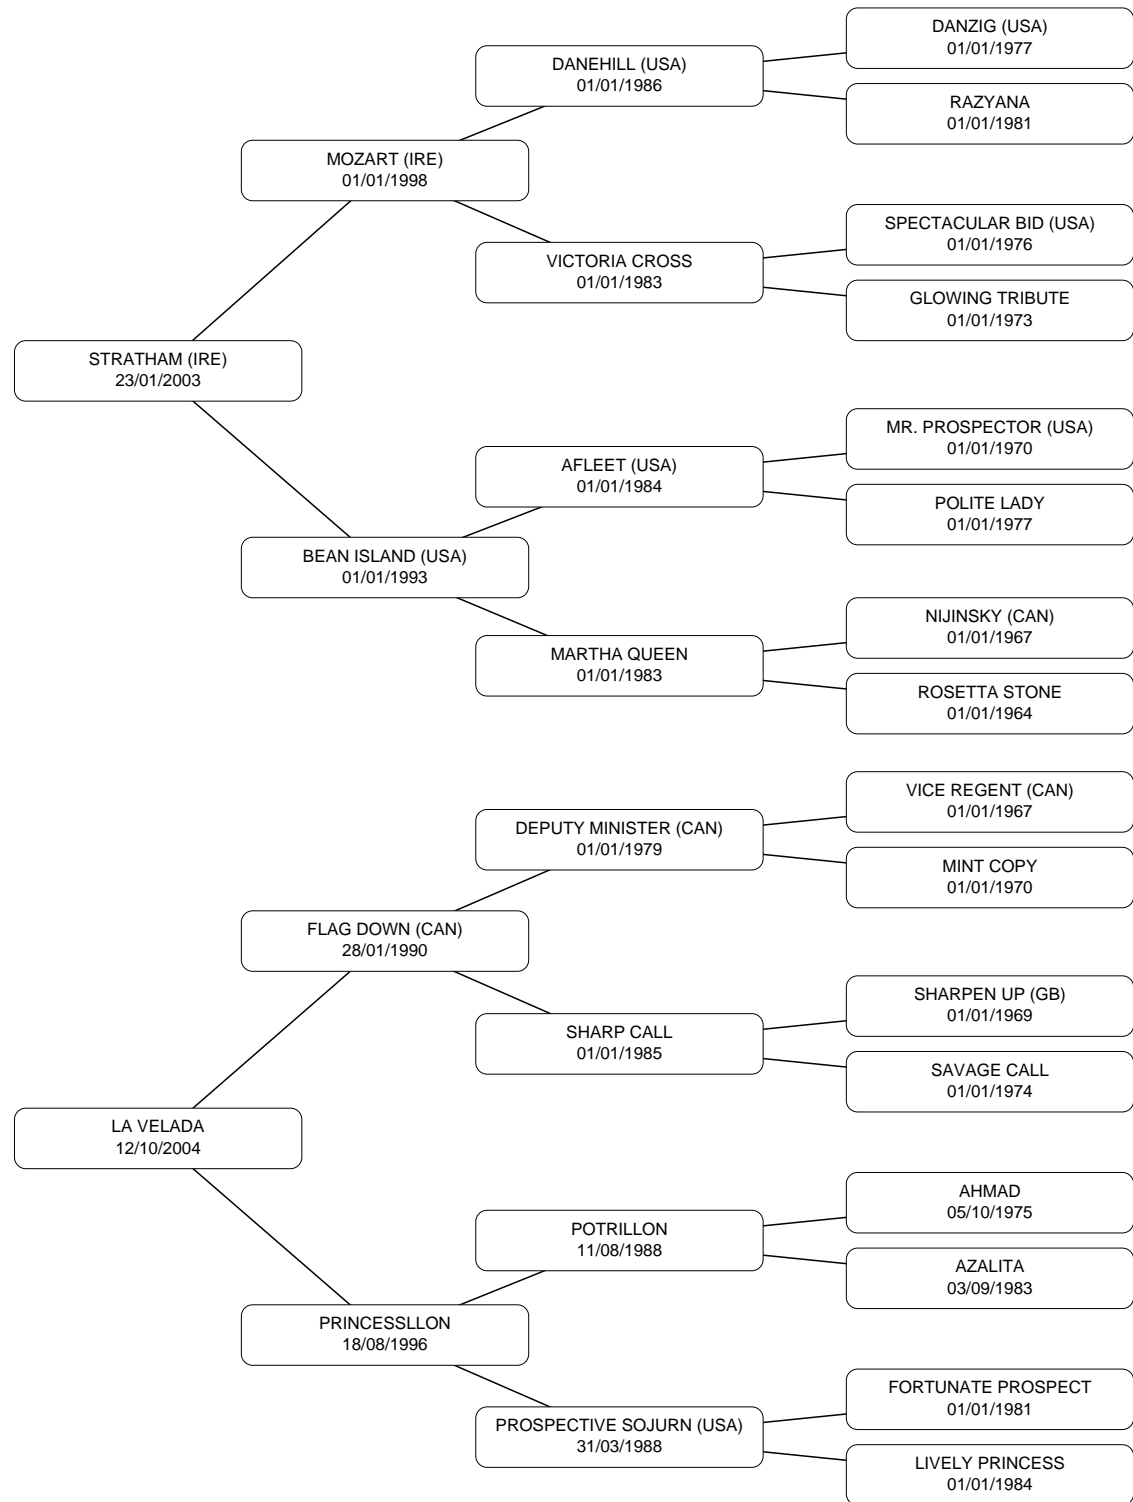 DANZIG (USA)
01/01/1977
DANEHILL (USA)
01/01/1986
RAZYANA
01/01/1981
MOZART (IRE)
01/01/1998
SPECTACULAR BID (USA)
01/01/1976
VICTORIA CROSS
01/01/1983
GLOWING TRIBUTE
01/01/1973
STRATHAM (IRE)
23/01/2003
MR. PROSPECTOR (USA)
01/01/1970
AFLEET (USA)
01/01/1984
POLITE LADY
01/01/1977
BEAN ISLAND (USA)
01/01/1993
NIJINSKY (CAN)
01/01/1967
MARTHA QUEEN
01/01/1983
ROSETTA STONE
01/01/1964
VICE REGENT (CAN)
01/01/1967
DEPUTY MINISTER (CAN)
01/01/1979
MINT COPY
01/01/1970
FLAG DOWN (CAN)
28/01/1990
SHARPEN UP (GB)
01/01/1969
SHARP CALL
01/01/1985
SAVAGE CALL
01/01/1974
LA VELADA
12/10/2004
AHMAD
05/10/1975
POTRILLON
11/08/1988
AZALITA
03/09/1983
PRINCESSLLON
18/08/1996
FORTUNATE PROSPECT
01/01/1981
PROSPECTIVE SOJURN (USA)
31/03/1988
LIVELY PRINCESS
01/01/1984